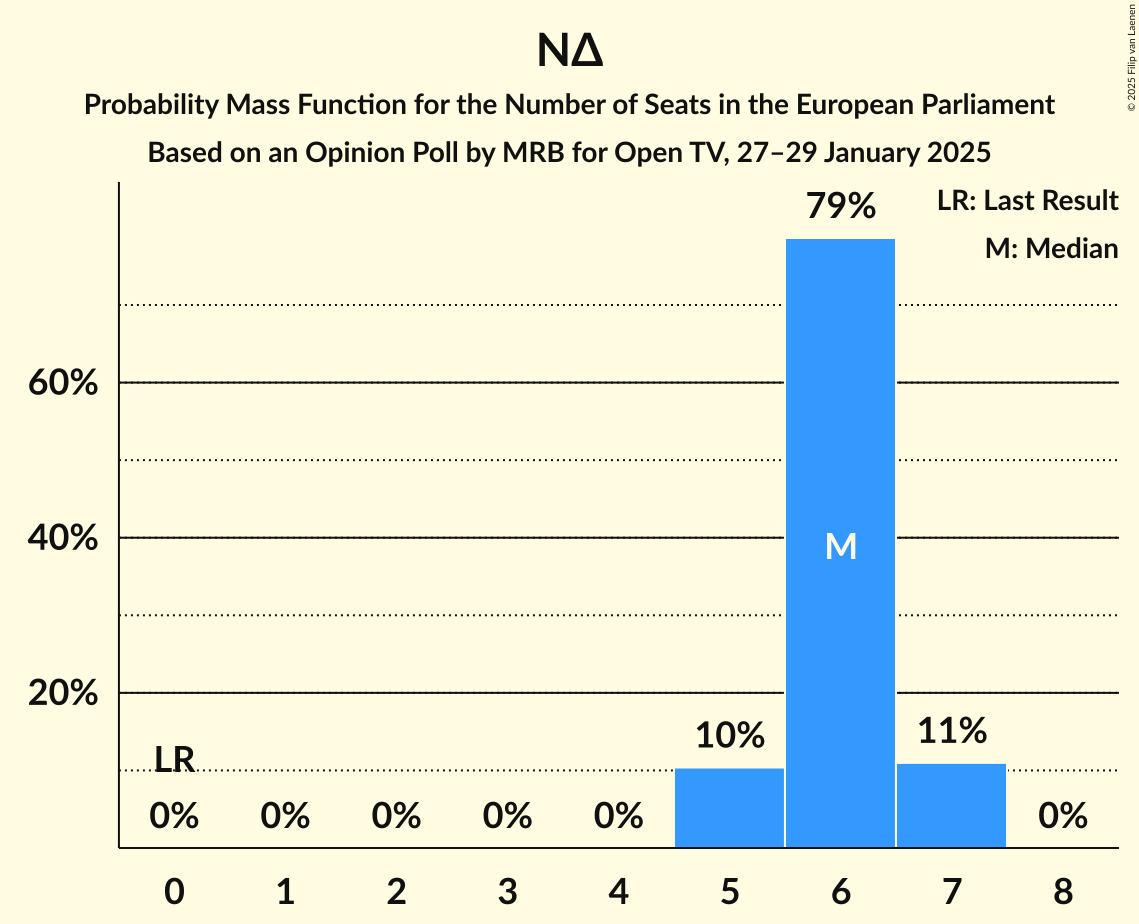 ΝΔ
Probability Mass Function for the Number of Seats in the European Parliament
Based on an Opinion Poll by MRB for Open TV, 27–29 January 2025
© 2025 Filip van Laenen
LR: Last Result
M: Median
79%
60%
40%
20%
M
LR
0%
0%
0%
0%
0%
10%
11%
0%
0
1
2
3
4
5
6
7
8